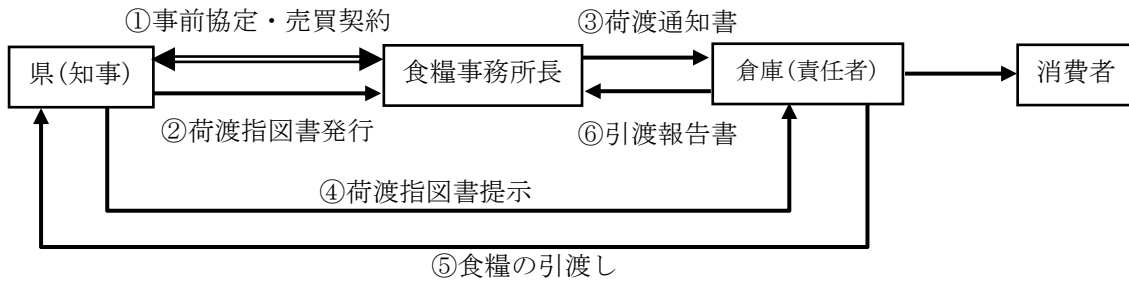 ①事前協定・売買契約
③荷渡通知書
県(知事)
食糧事務所長
倉庫(責任者)
消費者
②荷渡指図書発行
⑥引渡報告書
④荷渡指図書提示
⑤食糧の引渡し